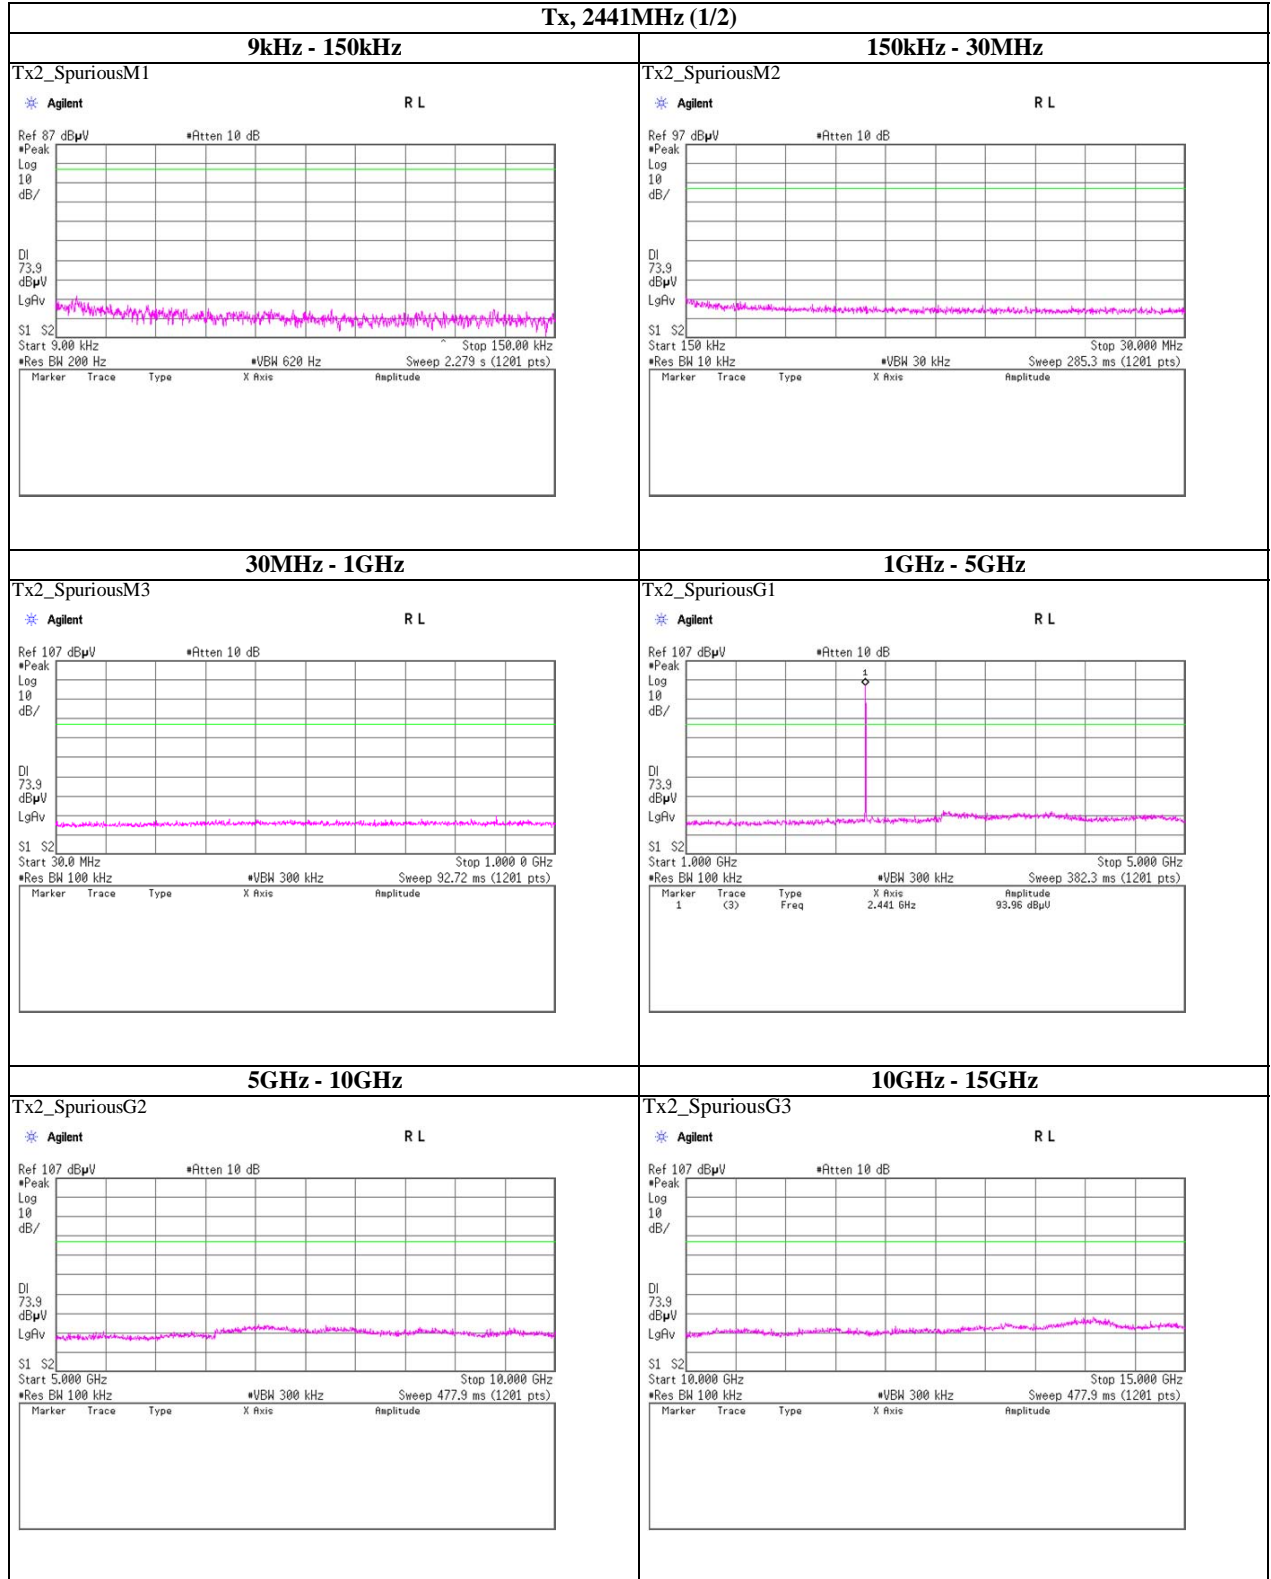 Tx, 2441MHz (1/2)
9kHz - 150kHz
Tx2_SpuriousM1
Agilent R L
Ref 87 dBµV #Atten 10 dB
#Peak
Log
10
dB/
DI
73.9
dBµV
LgAv
S1 S2
Start 9.00 kHz ^ Stop 150.00 kHz
#Res BW 200 Hz #VBW 620 Hz Sweep 2.279 s (1201 pts)
Marker Trace Type X Axis Amplitude
150kHz - 30MHz
Tx2_SpuriousM2
Agilent R L
Ref 97 dBµV #Atten 10 dB
#Peak
Log
10
dB/
DI
73.9
dBµV
LgAv
S1 S2
Start 150 kHz Stop 30.000 MHz
#Res BW 10 kHz #VBW 30 kHz Sweep 285.3 ms (1201 pts)
Marker Trace Type X Axis Amplitude
30MHz - 1GHz
Tx2_SpuriousM3
Agilent R L
Ref 107 dBµV #Atten 10 dB
#Peak
Log
10
dB/
DI
73.9
dBµV
LgAv
S1 S2
Start 30.0 MHz Stop 1.000 0 GHz
#Res BW 100 kHz #VBW 300 kHz Sweep 92.72 ms (1201 pts)
Marker Trace Type X Axis Amplitude
1GHz - 5GHz
Tx2_SpuriousG1
Agilent R L
Ref 107 dBµV #Atten 10 dB
#Peak
Log
10
dB/
1
DI
73.9
dBµV
LgAv
S1 S2
Start 1.000 GHz Stop 5.000 GHz
#Res BW 100 kHz #VBW 300 kHz Sweep 382.3 ms (1201 pts)
Marker Trace Type X Axis Amplitude
1 (3) Freq 2.441 GHz 93.96 dBµV
5GHz - 10GHz
Tx2_SpuriousG2
Agilent R L
Ref 107 dBµV #Atten 10 dB
#Peak
Log
10
dB/
DI
73.9
dBµV
LgAv
S1 S2
Start 5.000 GHz Stop 10.000 GHz
#Res BW 100 kHz #VBW 300 kHz Sweep 477.9 ms (1201 pts)
Marker Trace Type X Axis Amplitude
10GHz - 15GHz
Tx2_SpuriousG3
Agilent R L
Ref 107 dBµV #Atten 10 dB
#Peak
Log
10
dB/
DI
73.9
dBµV
LgAv
S1 S2
Start 10.000 GHz Stop 15.000 GHz
#Res BW 100 kHz #VBW 300 kHz Sweep 477.9 ms (1201 pts)
Marker Trace Type X Axis Amplitude